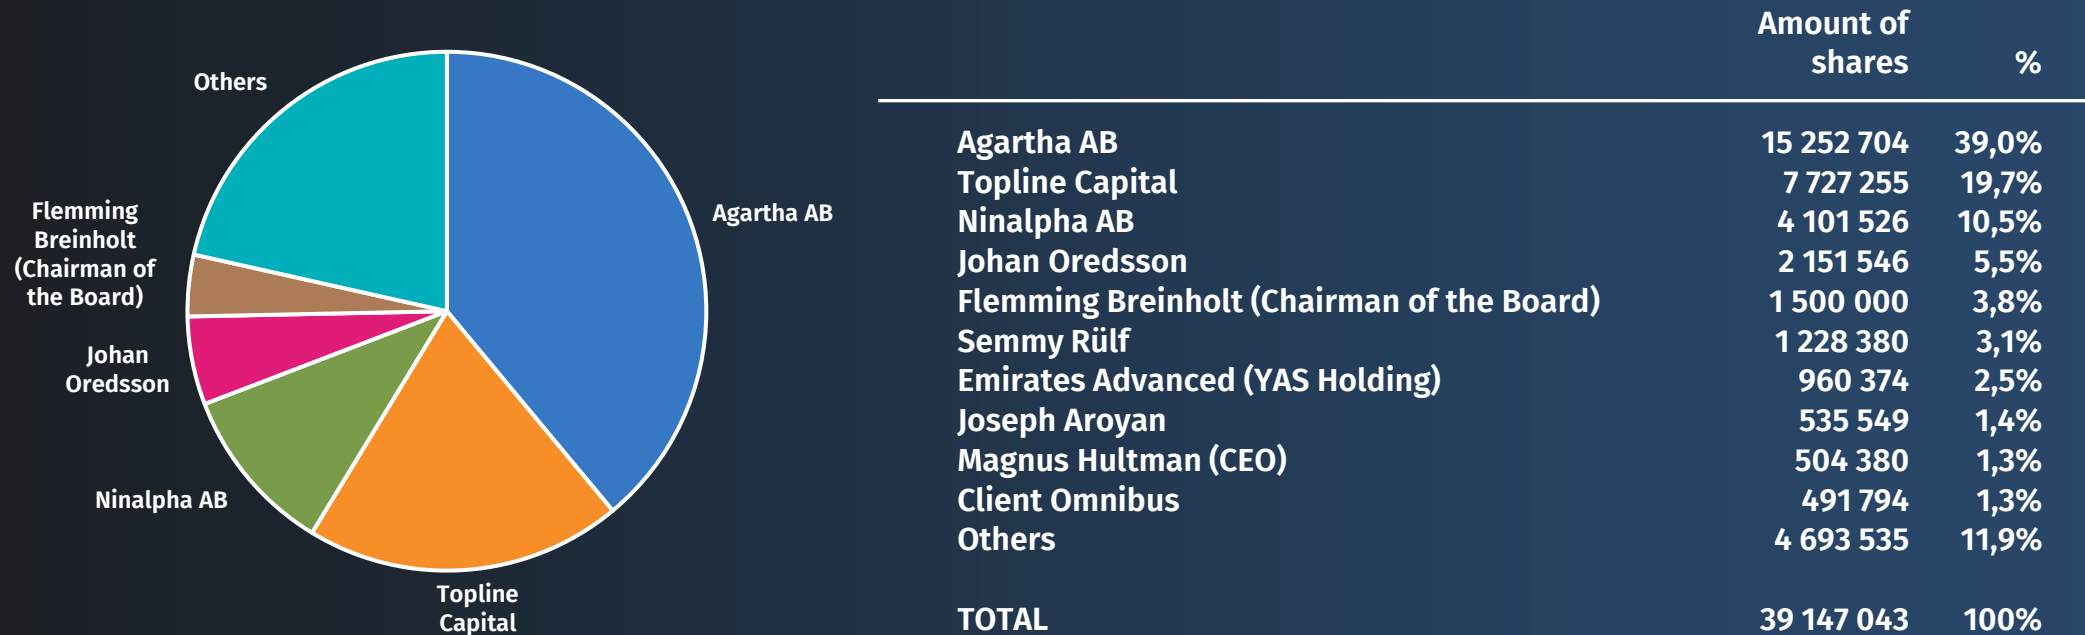 Others
Flemming
Breinholt
(Chairman of
the Board)
Johan
Oredsson
Ninalpha AB
Topline
Capital
Agartha AB
Amount of
shares %
Agartha AB 15 252 704 39,0%
Topline Capital 7 727 255 19,7%
Ninalpha AB 4 101 526 10,5%
Johan Oredsson 2 151 546 5,5%
Flemming Breinholt (Chairman of the Board) 1 500 000 3,8%
Semmy Rülf 1 228 380 3,1%
Emirates Advanced (YAS Holding) 960 374 2,5%
Joseph Aroyan 535 549 1,4%
Magnus Hultman (CEO) 504 380 1,3%
Client Omnibus 491 794 1,3%
Others 4 693 535 11,9%
TOTAL 39 147 043 100%